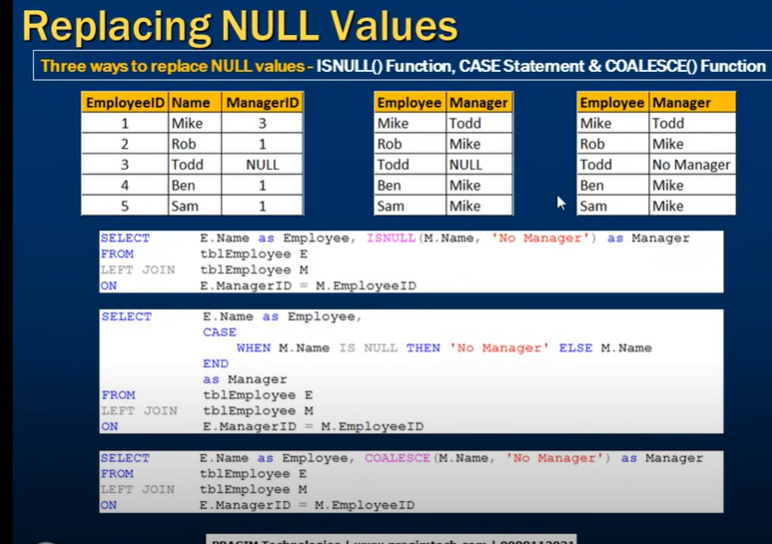 Replacing NULL Values
Three ways to replace NULL values - ISNULL() Function, CASE Statement & COALESCE() Function
EmployeeID Name ManagerID
1 Mike 3
2 Rob 1
3 Todd NULL
4 Ben 1
5 Sam 1
Employee Manager
Mike Todd
Rob Mike
Todd NULL
Ben Mike
Sam Mike
Employee Manager
Mike Todd
Rob Mike
Todd No Manager
Ben Mike
Sam Mike
SELECT E.Name as Employee, ISNULL(M.Name, 'No Manager') as Manager
FROM tblEmployee E
LEFT JOIN tblEmployee M
ON E.ManagerID = M.EmployeeID
SELECT E.Name as Employee,
CASE
WHEN M.Name IS NULL THEN 'No Manager' ELSE M.Name
END
as Manager
FROM tblEmployee E
LEFT JOIN tblEmployee M
ON E.ManagerID = M.EmployeeID
SELECT E.Name as Employee, COALESCE(M.Name, 'No Manager') as Manager
FROM tblEmployee E
LEFT JOIN tblEmployee M
ON E.ManagerID = M.EmployeeID